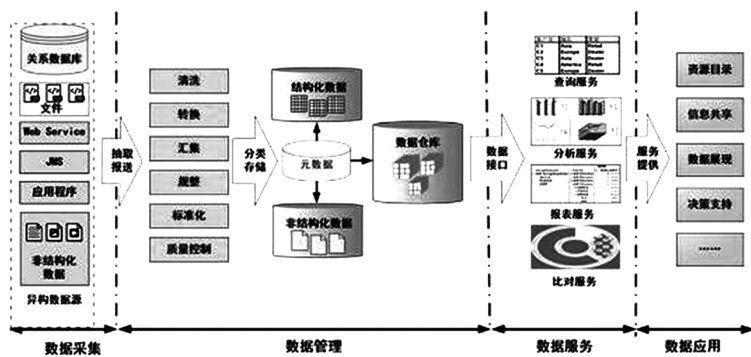 关系数据库
文件
Web Service
JMS
应用程序
非结构化
数据
异构数据源
抽取
报送
清洗
转换
汇集
规整
标准化
质量控制
分类
存储
结构化数据
元数据
非结构化数据
数据仓库
数据
接口
查询服务
分析服务
报表服务
比对服务
服务
提供
资源目录
信息共享
数据展现
决策支持
......
数据采集
数据管理
数据服务
数据应用